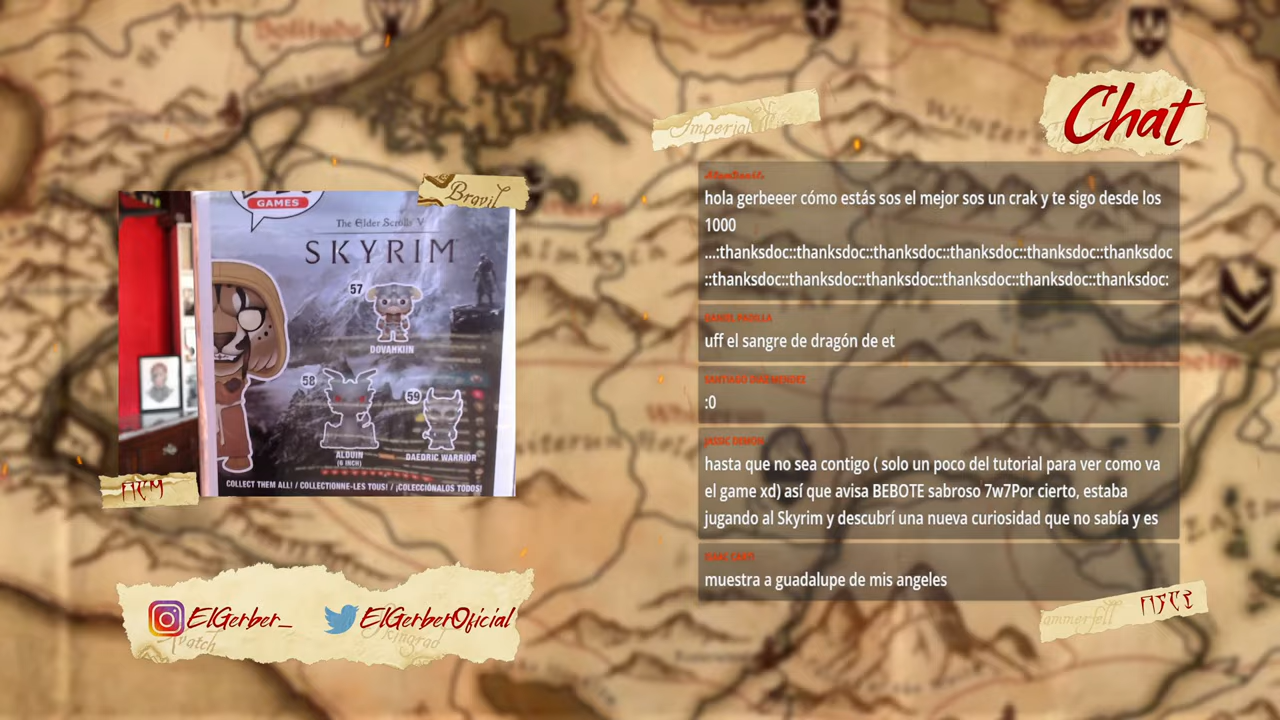 Chat
Imperial
hola gerbeeer cómo estás sos el mejor sos un crak y te sigo desde los
1000
...:thanksdoc::thanksdoc::thanksdoc::thanksdoc::thanksdoc::thanksdoc
::thanksdoc::thanksdoc::thanksdoc::thanksdoc::thanksdoc::thanksdoc:
uff el sangre de dragón de et
:0
hasta que no sea contigo ( solo un poco del tutorial para ver como va
el game xd) así que avisa BEBOTE sabroso 7w7Por cierto, estaba
jugando al Skyrim y descubrí una nueva curiosidad que no sabía y es
muestra a guadalupe de mis angeles
Bravil
GAMES
The Elder Scrolls V
SKYRIM
57
DOVAHKIIN
58
59
ALDUIN
(6 INCH)
DAEDRIC WARRIOR
COLLECT THEM ALL! / COLLECTIONNE-LES TOUS! / ¡COLECCIÓNALOS TODOS!
ElGerber_
ElGerberOficial
Kvatch
ammerfell